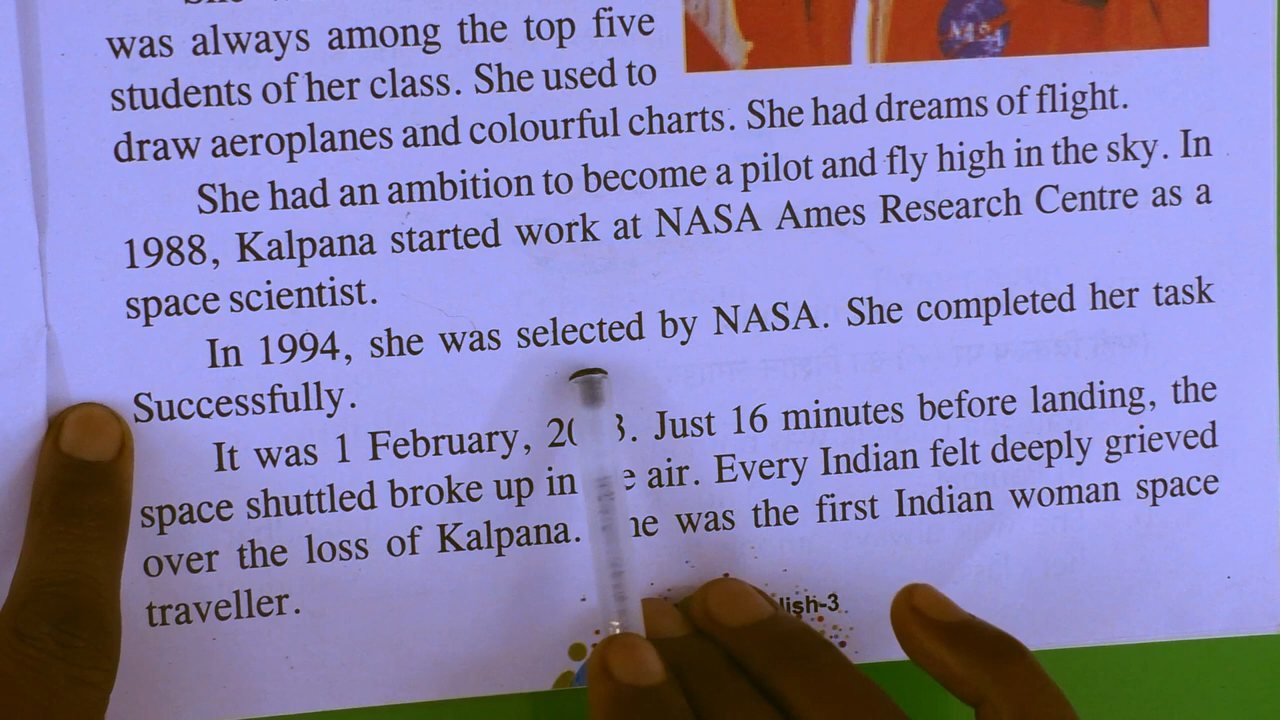 NASA
was always among the top five
students of her class. She used to
draw aeroplanes and colourful charts. She had dreams of flight.
She had an ambition to become a pilot and fly high in the sky. In
1988, Kalpana started work at NASA Ames Research Centre as a
space scientist.
In 1994, she was selected by NASA. She completed her task
Successfully.
It was 1 February, Just 16 minutes before landing, the
space shuttled broke up in air. Every Indian felt deeply grieved
over the loss of Kalpana. was the first Indian woman space
traveller.
lish-3